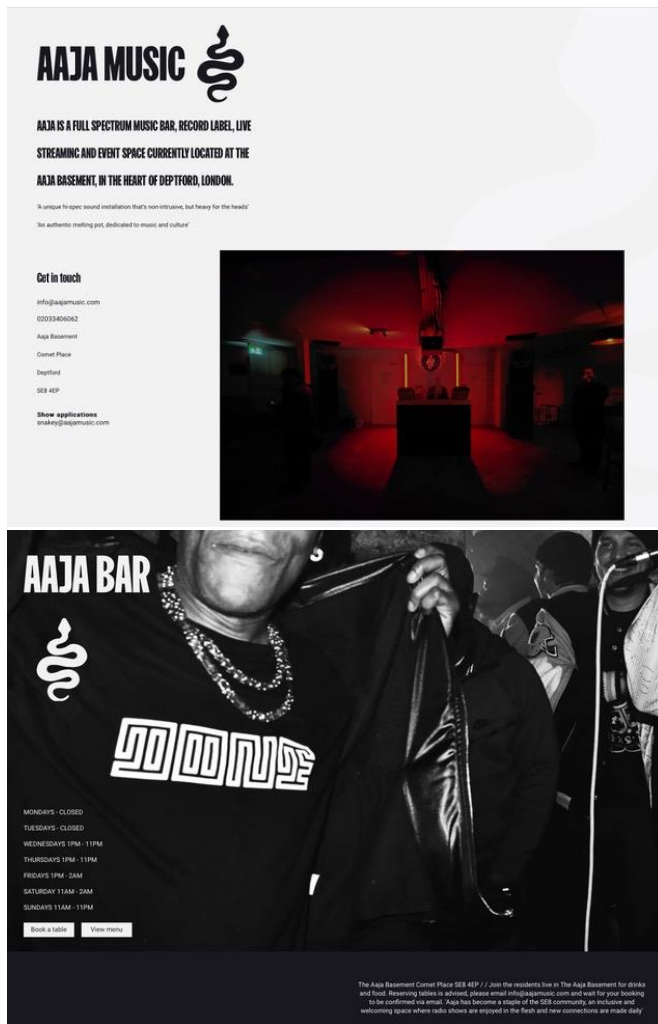 AAJA MUSIC
AAJA IS A FULL SPECTRUM MUSIC BAR, RECORD LABEL, LIVE
STREAMING AND EVENT SPACE CURRENTLY LOCATED AT THE
AAJA BASEMENT, IN THE HEART OF DEPTFORD, LONDON.
'A unique hi-spec sound installation that's non-intrusive, but heavy for the heads'
'An authentic melting pot, dedicated to music and culture'
Get in touch
info@aajamusic.com
02033406062
Aaja Basement
Comet Place
Deptford
SE8 4EP
Show applications
snakey@aajamusic.com
AAJA BAR
MONDAYS - CLOSED
TUESDAYS - CLOSED
WEDNESDAYS 1PM - 11PM
THURSDAYS 1PM - 11PM
FRIDAYS 1PM - 2AM
SATURDAY 11AM - 2AM
SUNDAYS 11AM - 11PM
Book a table
View menu
The Aaja Basement Comet Place SE8 4EP / / Join the residents live in The Aaja Basement for drinks
and food. Reserving tables is advised, please email info@aajamusic.com and wait for your booking
to be confirmed via email. 'Aaja has become a staple of the SE8 community, an inclusive and
welcoming space where radio shows are enjoyed in the flesh and new connections are made daily'